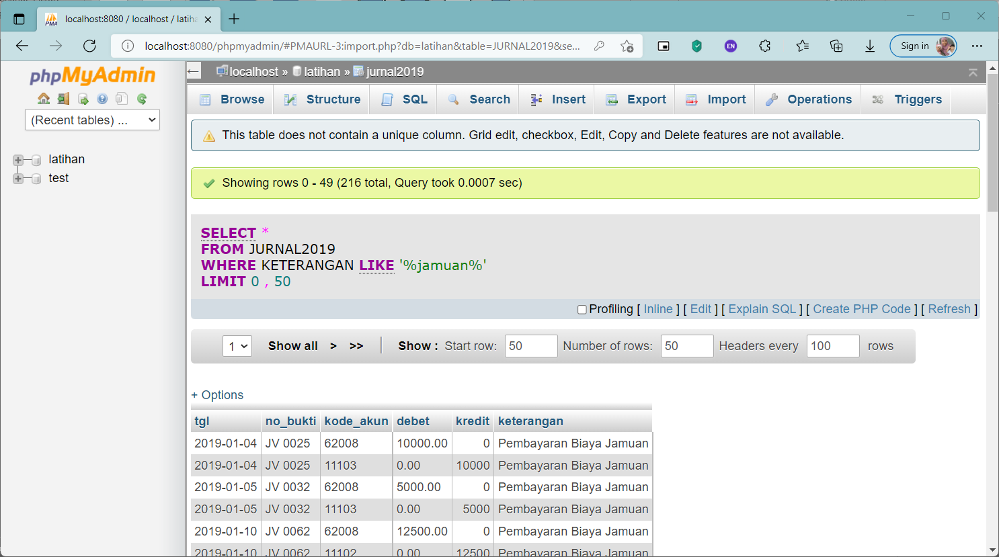 localhost:8080 / localhost / latiha
localhost:8080/phpmyadmin/#PMAURL-3:import.php?db=latihan&table=JURNAL2019&se...
EN
Sign in
phpMyAdmin
(Recent tables) ...
latihan
test
localhost » latihan » jurnal2019
Browse Structure SQL Search Insert Export Import Operations Triggers
This table does not contain a unique column. Grid edit, checkbox, Edit, Copy and Delete features are not available.
Showing rows 0 - 49 (216 total, Query took 0.0007 sec)
SELECT *
FROM JURNAL2019
WHERE KETERANGAN LIKE '%jamuan%'
LIMIT 0 , 50
Profiling [ Inline ] [ Edit ] [ Explain SQL ] [ Create PHP Code ] [ Refresh ]
1 Show all > >> Show : Start row: 50 Number of rows: 50 Headers every 100 rows
+ Options
tgl no_bukti kode_akun debet kredit keterangan
2019-01-04 JV 0025 62008 10000.00 0 Pembayaran Biaya Jamuan
2019-01-04 JV 0025 11103 0.00 10000 Pembayaran Biaya Jamuan
2019-01-05 JV 0032 62008 5000.00 0 Pembayaran Biaya Jamuan
2019-01-05 JV 0032 11103 0.00 5000 Pembayaran Biaya Jamuan
2019-01-10 JV 0062 62008 12500.00 0 Pembayaran Biaya Jamuan
2019-01-10 JV 0062 11102 0.00 12500 Pembayaran Biaya Jamuan